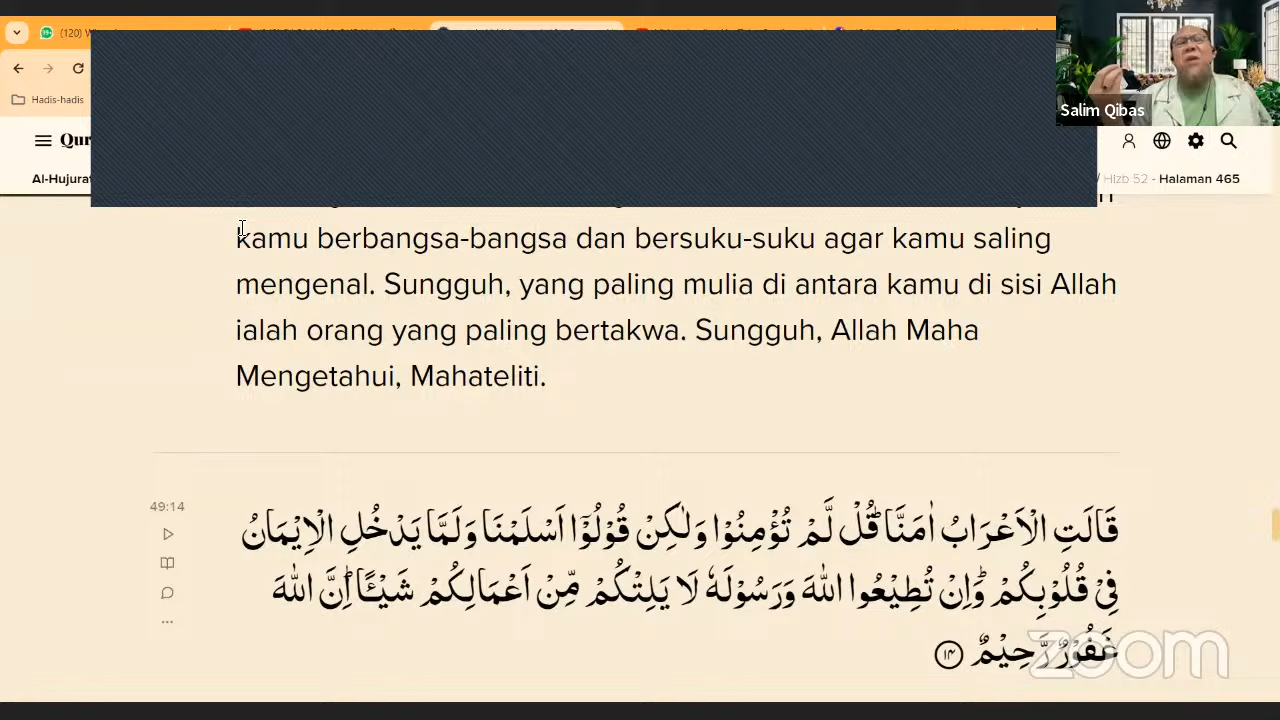 (120)
Hadis-hadis
Salim Qibas
Qur
Al-Hujurat
/ Hizb 52 - Halaman 465
kamu berbangsa-bangsa dan bersuku-suku agar kamu saling
mengenal. Sungguh, yang paling mulia di antara kamu di sisi Allah
ialah orang yang paling bertakwa. Sungguh, Allah Maha
Mengetahui, Mahateliti.
49:14
قَالَتِ الْاَعْرَابُ اٰمَنَّا ۗ قُلْ لَّمْ تُؤْمِنُوْا وَلٰكِنْ قُوْلُوْٓا اَسْلَمْنَا وَلَمَّا يَدْخُلِ الْاِيْمَانُ
فِيْ قُلُوْبِكُمْ ۗ وَاِنْ تُطِيْعُوا اللّٰهَ وَرَسُوْلَهٗ لَا يَلِتْكُمْ مِّنْ اَعْمَالِكُمْ شَيْـًٔا ۗ اِنَّ اللّٰهَ
غَفُوْرٌ رَّحِيْمٌ ١٤
zoom